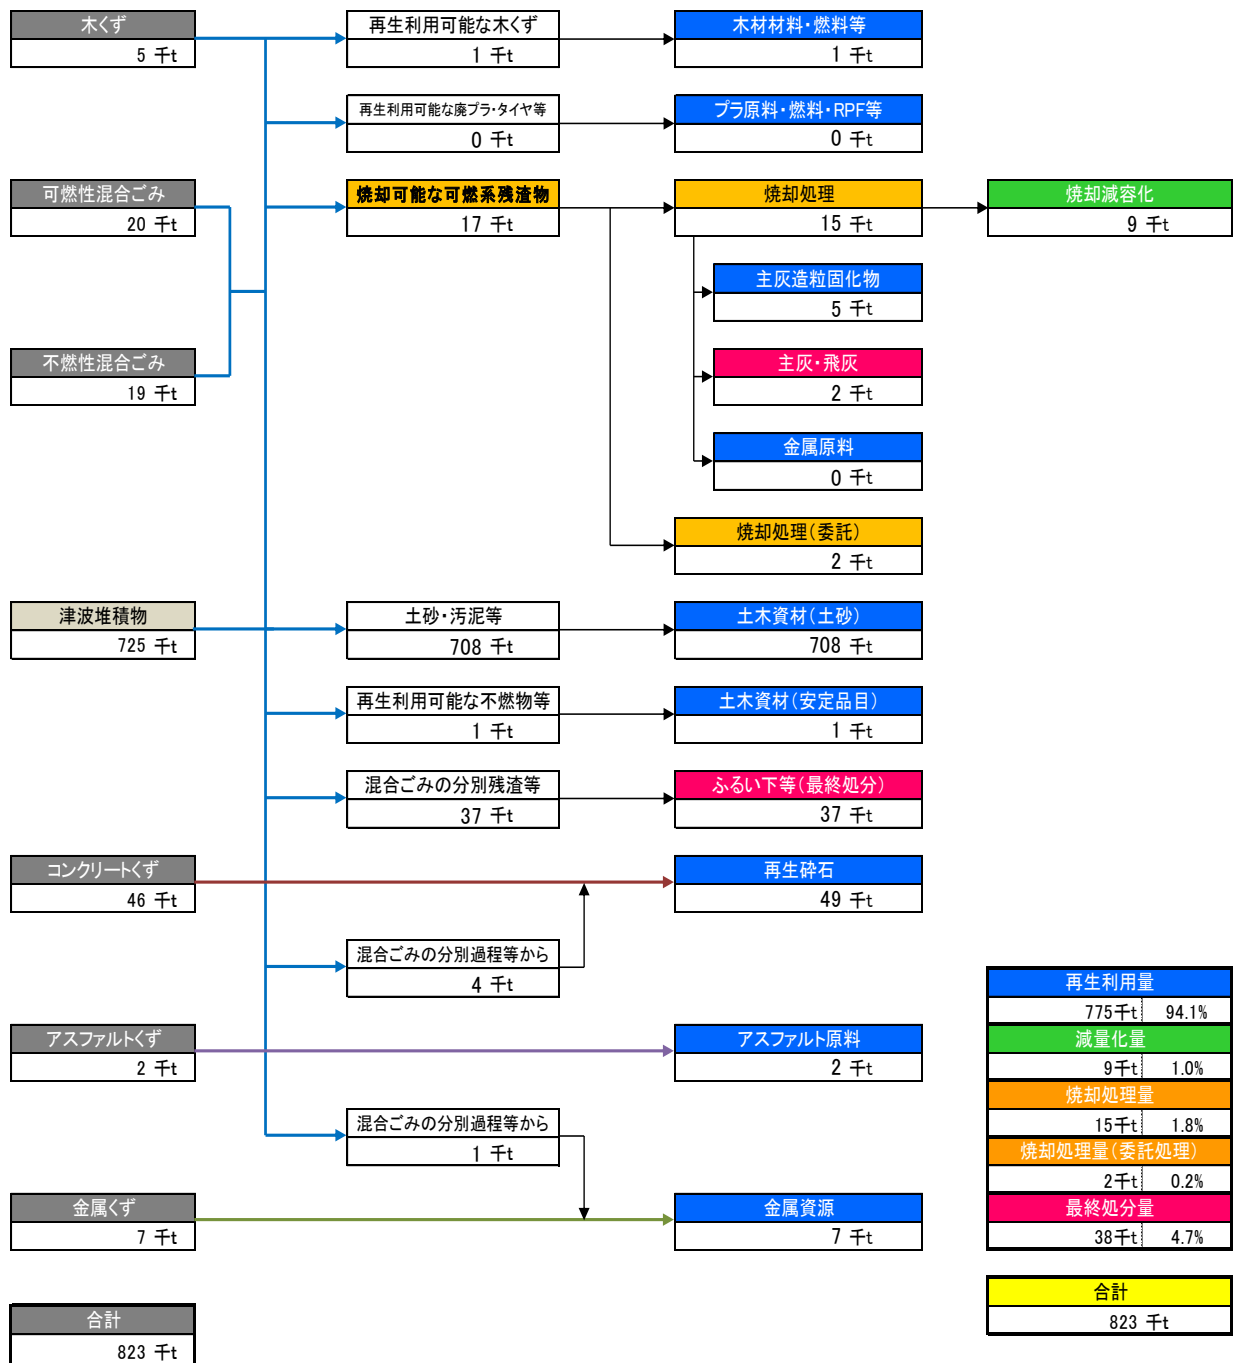 木くず
5 千t
再生利用可能な木くず
1 千t
木材材料・燃料等
1 千t
再生利用可能な廃プラ・タイヤ等
0 千t
プラ原料・燃料・RPF等
0 千t
可燃性混合ごみ
20 千t
焼却可能な可燃系残渣物
17 千t
焼却処理
15 千t
焼却減容化
9 千t
主灰造粒固化物
5 千t
不燃性混合ごみ
19 千t
主灰・飛灰
2 千t
金属原料
0 千t
焼却処理(委託)
2 千t
津波堆積物
725 千t
土砂・汚泥等
708 千t
土木資材(土砂)
708 千t
再生利用可能な不燃物等
1 千t
土木資材(安定品目)
1 千t
混合ごみの分別残渣等
37 千t
ふるい下等(最終処分)
37 千t
コンクリートくず
46 千t
再生砕石
49 千t
混合ごみの分別過程等から
4 千t
アスファルトくず
2 千t
アスファルト原料
2 千t
混合ごみの分別過程等から
1 千t
金属くず
7 千t
金属資源
7 千t
再生利用量
775千t 94.1%
減量化量
9千t 1.0%
焼却処理量
15千t 1.8%
焼却処理量(委託処理)
2千t 0.2%
最終処分量
38千t 4.7%
合計
823 千t
合計
823 千t